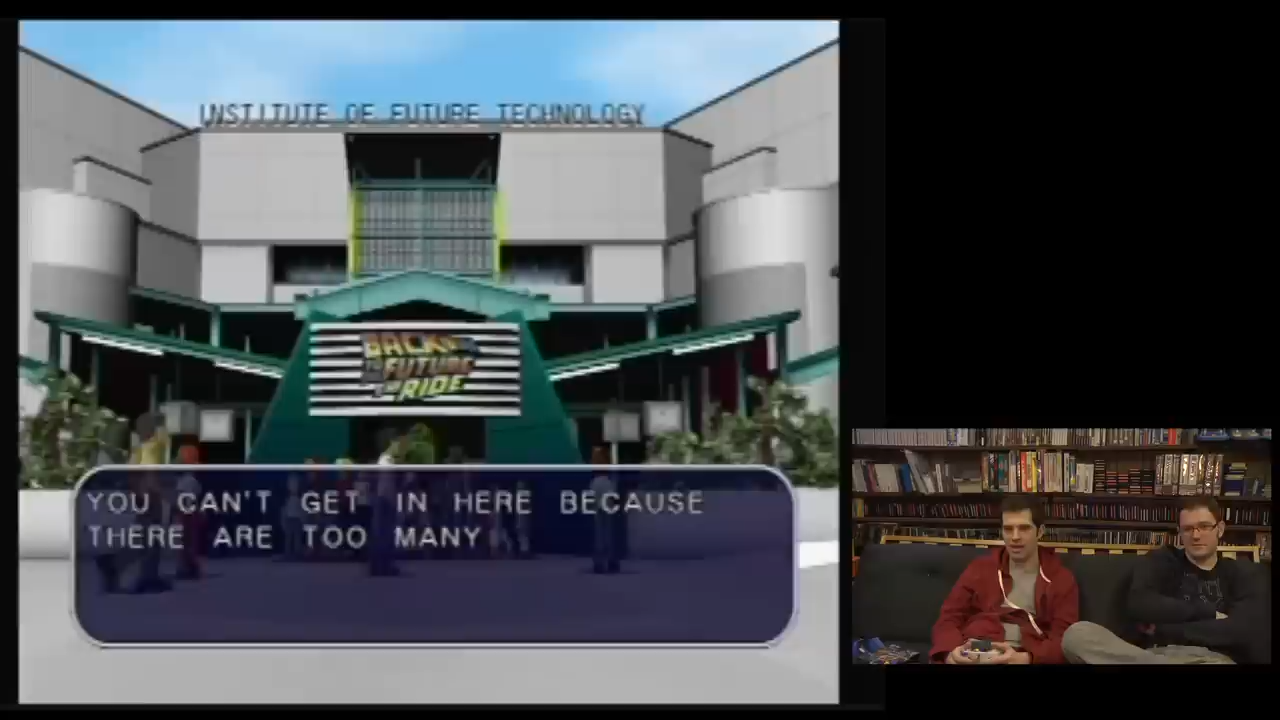 INSTITUTE OF FUTURE TECHNOLOGY
BACK TO
THE FUTURE
THE RIDE
YOU CAN'T GET IN HERE BECAUSE
THERE ARE TOO MANY